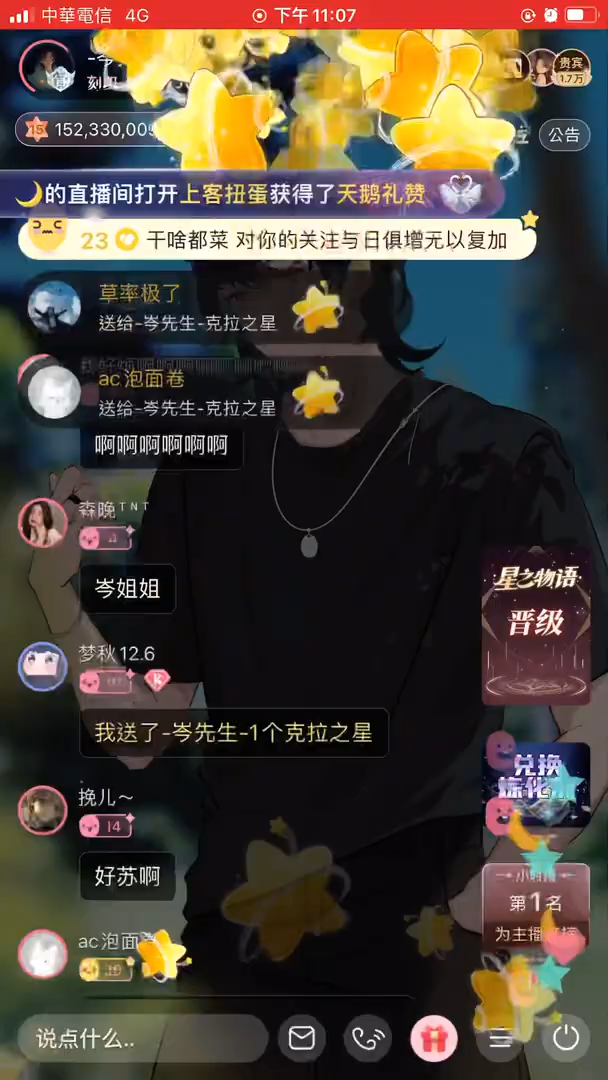 中華電信 4G
下午 11:07
贵宾
1.7万
15
公告
的直播间打开上客扭蛋获得了天鹅礼赞
23 干啥都菜 对你的关注与日俱增无以复加
草率极了
送给-岑先生-克拉之星
ac泡面卷
送给-岑先生-克拉之星
啊啊啊啊啊啊
森晚ᵀᴺᵀ
岑姐姐
星之物语
晋级
梦秋12.6
我送了-岑先生-1个克拉之星
兑换
挽儿～
14
好苏啊
第1名
为主播
ac泡面
说点什么..